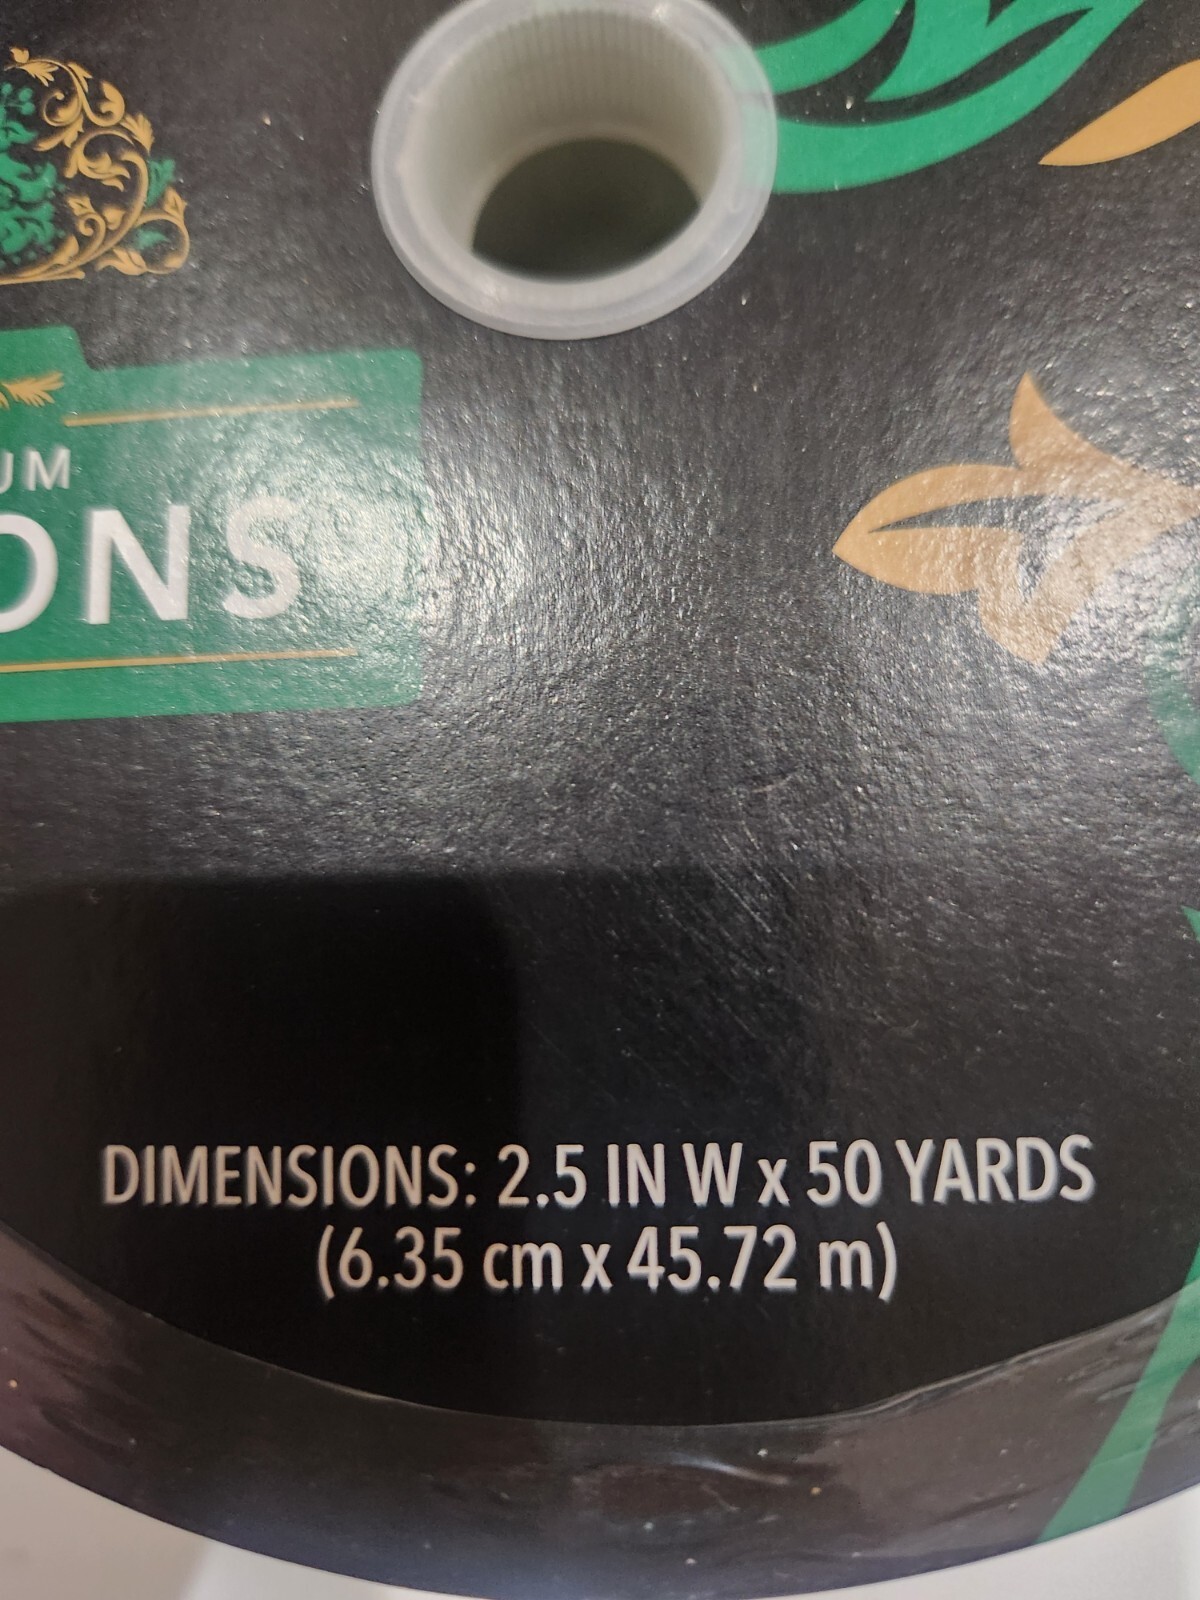 UM
ONS
DIMENSIONS: 2.5 IN W x 50 YARDS
(6.35 cm x 45.72 m)